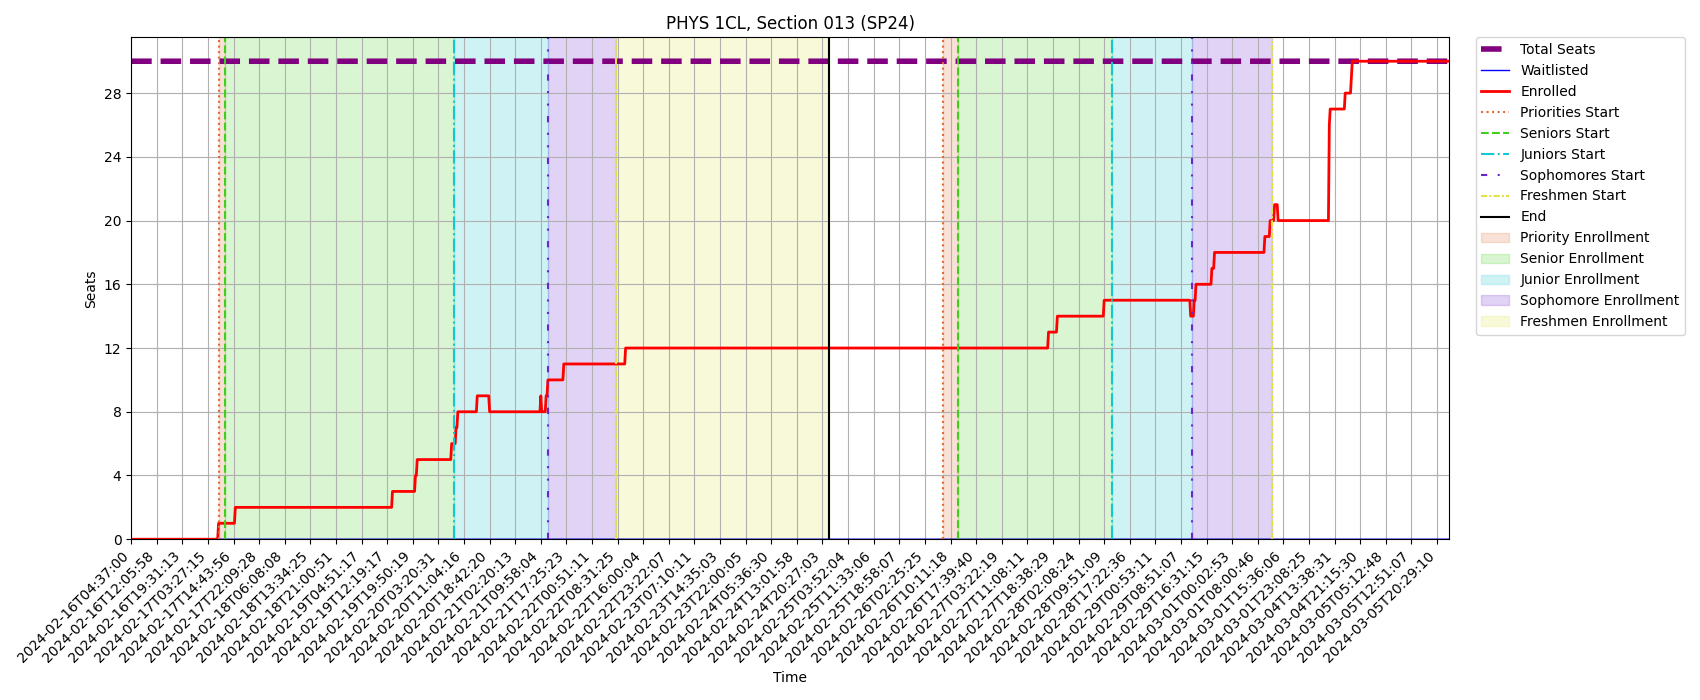 PHYS 1CL, Section 013 (SP24)
Seats
28
24
20
16
12
8
4
0
2024-02-16T04:37:00
2024-02-16T12:05:58
2024-02-16T19:31:13
2024-02-17T03:27:15
2024-02-17T14:43:56
2024-02-17T22:09:28
2024-02-18T06:08:08
2024-02-18T13:34:25
2024-02-18T21:00:51
2024-02-19T04:51:17
2024-02-19T12:19:17
2024-02-19T19:50:19
2024-02-20T03:20:31
2024-02-20T11:04:16
2024-02-20T18:42:20
2024-02-21T02:20:13
2024-02-21T09:58:04
2024-02-21T17:25:23
2024-02-22T00:51:11
2024-02-22T08:31:25
2024-02-22T16:00:04
2024-02-22T23:22:07
2024-02-23T07:10:11
2024-02-23T14:35:03
2024-02-23T22:00:05
2024-02-24T05:36:30
2024-02-24T13:01:58
2024-02-24T20:27:03
2024-02-25T03:52:04
2024-02-25T11:33:06
2024-02-25T18:58:07
2024-02-26T02:25:25
2024-02-26T10:11:18
2024-02-26T17:39:40
2024-02-27T03:22:19
2024-02-27T11:08:11
2024-02-27T18:38:29
2024-02-28T02:08:24
2024-02-28T09:51:09
2024-02-28T17:22:36
2024-02-29T00:53:11
2024-02-29T08:51:07
2024-02-29T16:31:15
2024-03-01T00:02:53
2024-03-01T08:00:46
2024-03-01T15:36:06
2024-03-01T23:08:25
2024-03-04T13:38:31
2024-03-04T21:15:30
2024-03-05T05:12:48
2024-03-05T12:51:07
2024-03-05T20:29:10
Time
Total Seats
Waitlisted
Enrolled
Priorities Start
Seniors Start
Juniors Start
Sophomores Start
Freshmen Start
End
Priority Enrollment
Senior Enrollment
Junior Enrollment
Sophomore Enrollment
Freshmen Enrollment